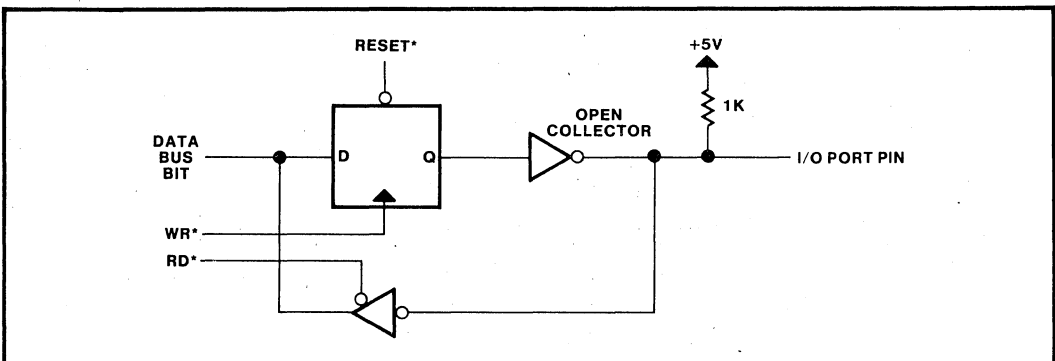 RESET*
+5V
1K
OPEN
COLLECTOR
DATA
BUS
BIT
D
Q
I/O PORT PIN
WR*
RD*